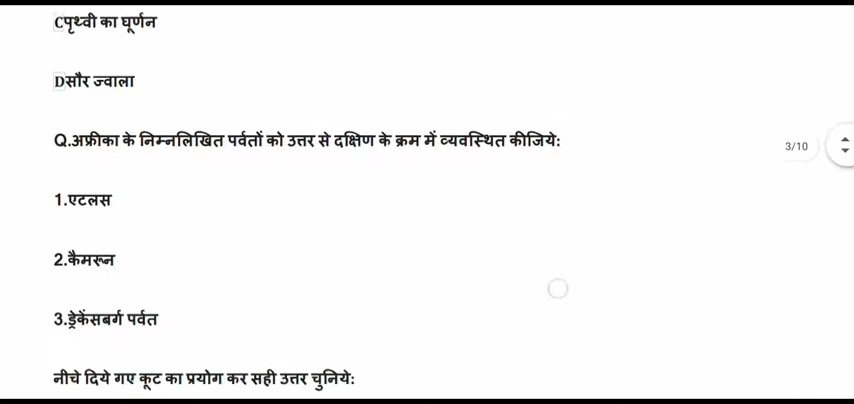 Cपृथ्वी का घूर्णन
Dसौर ज्वाला
Q.अफ्रीका के निम्नलिखित पर्वतों को उत्तर से दक्षिण के क्रम में व्यवस्थित कीजिये:
3/10
1.एटलस
2.कैमरून
3.ड्रेकेंसबर्ग पर्वत
नीचे दिये गए कूट का प्रयोग कर सही उत्तर चुनिये: